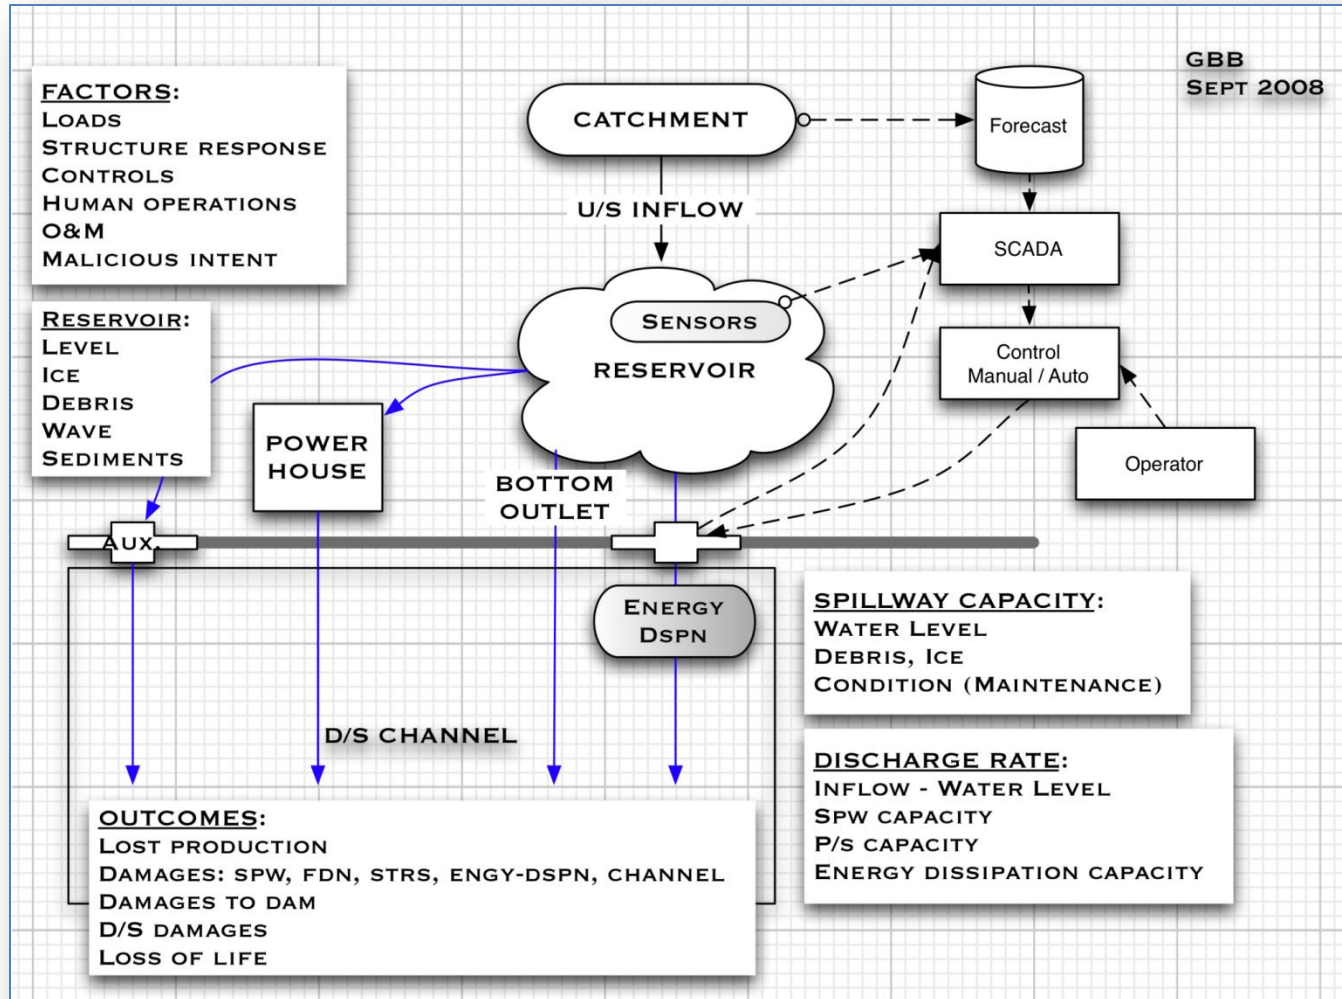 GBB
SEPT 2008
FACTORS:
LOADS
STRUCTURE RESPONSE
CONTROLS
HUMAN OPERATIONS
O&M
MALICIOUS INTENT
CATCHMENT
Forecast
U/S INFLOW
SCADA
RESERVOIR:
LEVEL
ICE
DEBRIS
WAVE
SEDIMENTS
SENSORS
RESERVOIR
Control
Manual / Auto
POWER
HOUSE
BOTTOM
OUTLET
Operator
AUX.
ENERGY
DSPN
SPILLWAY CAPACITY:
WATER LEVEL
DEBRIS, ICE
CONDITION (MAINTENANCE)
D/S CHANNEL
DISCHARGE RATE:
INFLOW - WATER LEVEL
SPW CAPACITY
P/S CAPACITY
ENERGY DISSIPATION CAPACITY
OUTCOMES:
LOST PRODUCTION
DAMAGES: SPW, FDN, STRS, ENGY-DSPN, CHANNEL
DAMAGES TO DAM
D/S DAMAGES
LOSS OF LIFE